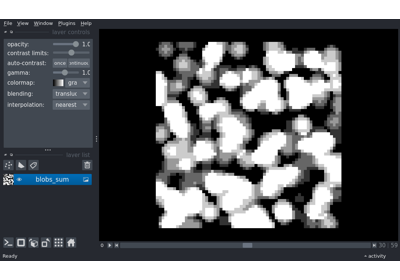 File View Window Plugins Help
layer controls
opacity: 1.0
contrast limits:
auto-contrast: once
gamma: 1.0
colormap: gra
blending: translu
interpolation: nearest
layer list
blobs_sum
0 30 59
Ready activity